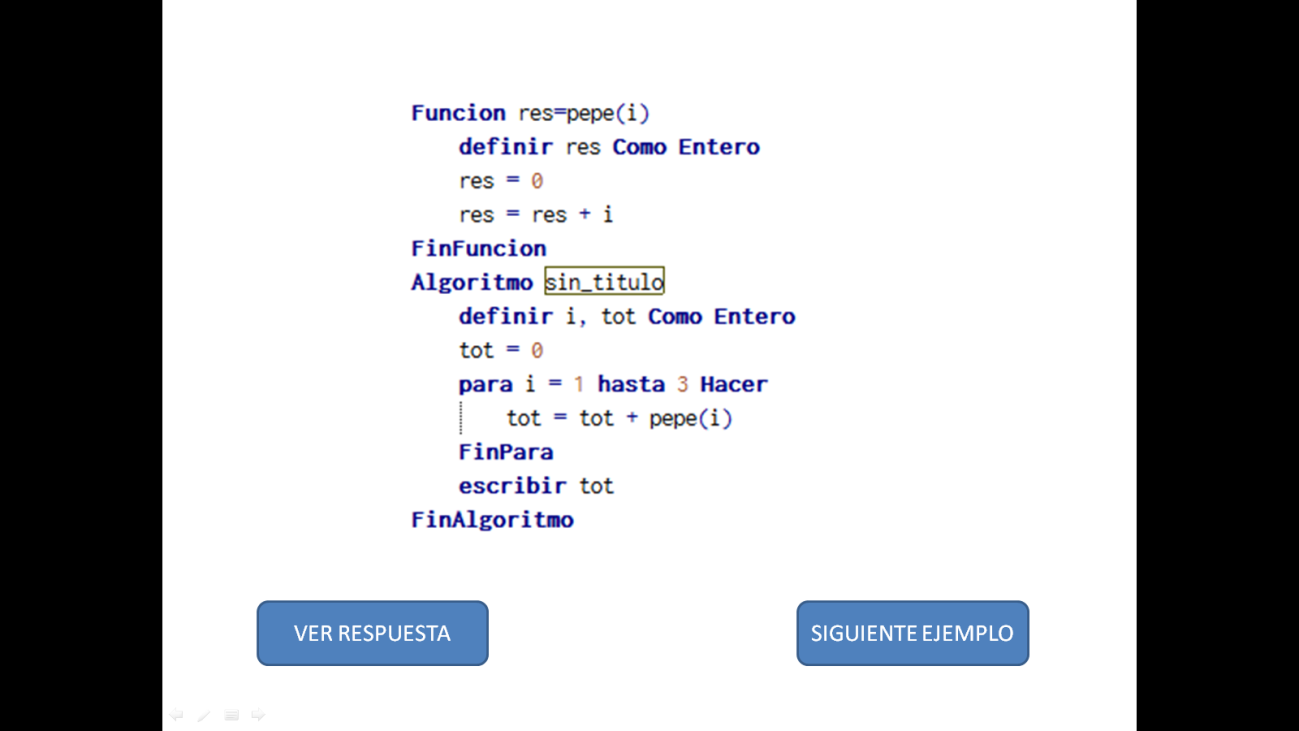 Funcion res=pepe(i)
definir res Como Entero
res = 0
res = res + i
FinFuncion
Algoritmo sin_titulo
definir i, tot Como Entero
tot = 0
para i = 1 hasta 3 Hacer
tot = tot + pepe(i)
FinPara
escribir tot
FinAlgoritmo
VER RESPUESTA
SIGUIENTE EJEMPLO